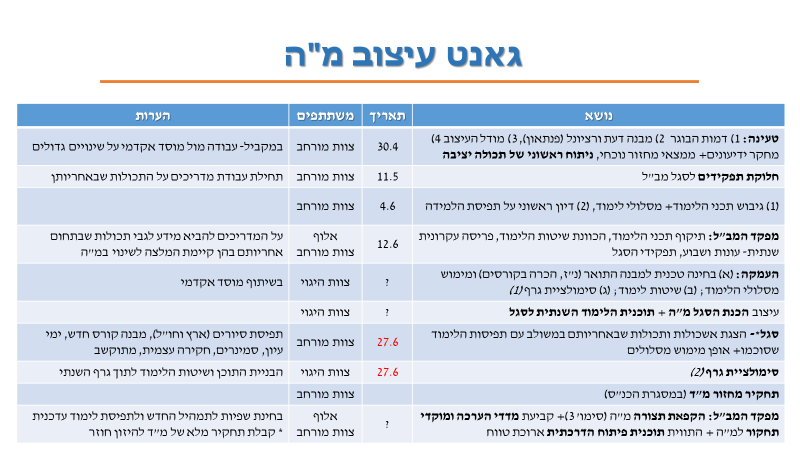 גאנט עיצוב מ"ה
נושא תאריך משתתפים הערות
טעינה: 1) דמות הבוגר 2) מבנה דעת ורציונל (פנתאון), 3) מודל העיצוב 4)
מחקר ידיעונים+ ממצאי מחזור נוכחי, ניתוח ראשוני של תכולה יציבה
30.4
צוות מורחב
במקביל- עבודה מול מוסד אקדמי על שינויים גדולים
חלוקת תפקידים לסגל מב"ל
11.5
צוות מורחב
תחילת עבודת מדריכים על התכולות שבאחריותן
(1) גיבוש תכני הלימוד+ מסלולי לימוד, (2) דיון ראשוני על תפיסת הלמידה
4.6
צוות מורחב
מפקד המב"ל: תיקוף תכני הלימוד, הכוונת שיטות הלימוד, פריסה עקרונית
שנתית- עונות ושבוע, תפקידי הסגל
12.6
אלוף
צוות מורחב
על המדריכים להביא מידע לגבי תכולות שבתחום
אחריותם בהן קיימת המלצה לשינוי במ"ה
העמקה: (א) בחינה טכנית למבנה התואר (נ"ז, הכרה בקורסים) ומימוש
מסלולי הלימוד; (ב) שיטות לימוד; (ג) סימולציית גרף (1)
?
צוות היגוי
בשיתוף מוסד אקדמי
עיצוב הכנת הסגל מ"ה + תוכנית הלימוד השנתית לסגל
?
צוות היגוי
סגל*- הצגת אשכולות ותכולות שבאחריותם במשולב עם תפיסות הלימוד
שסוכמו+ אופן מימוש מסלולים
27.6
צוות מורחב
תפיסת סיורים (ארץ וחו"ל), מבנה קורס חדש, ימי
עיון, סמינרים, חקירה עצמית, מתוקשב
סימולציית גרף (2)
27.6
צוות היגוי
הבניית התוכן ושיטות הלימוד לתוך גרף השנתי
תחקיר מחזור מ"ד (במסגרת הכנ"ס)
צוות מורחב
מפקד המב"ל: הקפאת תצורה מ"ה (סימו' 3)+ קביעת מדדי הערכה ומוקדי
תחקור למ"ה + התווית תוכנית פיתוח הדרכתית ארוכת טווח
?
אלוף
צוות מורחב
בחינת שפיות לתמהיל החדש ולתפיסת לימוד עדכנית
* קבלת תחקיר מלא של מ"ד להיזון חוזר